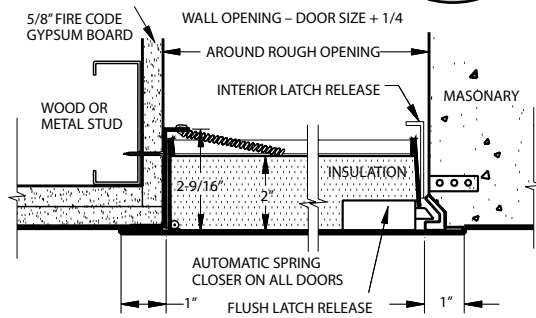 5/8" FIRE CODE
GYPSUM BOARD
WALL OPENING – DOOR SIZE + 1/4
AROUND ROUGH OPENING
INTERIOR LATCH RELEASE
MASONARY
WOOD OR
METAL STUD
2-9/16"
2"
INSULATION
AUTOMATIC SPRING
CLOSER ON ALL DOORS
1"
FLUSH LATCH RELEASE
1"